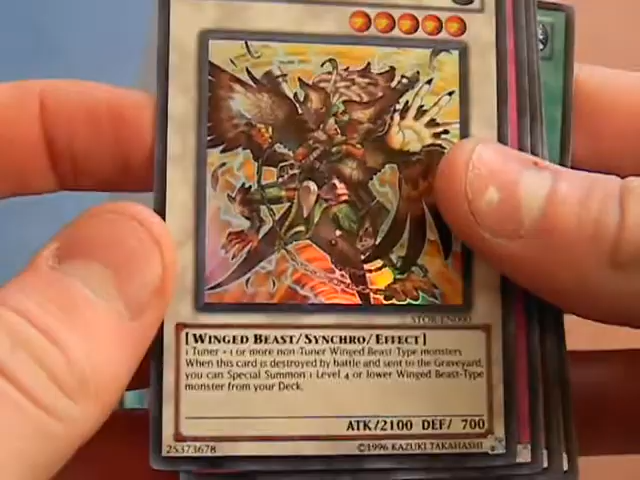 STOR-EN000
[WINGED BEAST/SYNCHRO/EFFECT]
1 Tuner + 1 or more non-Tuner Winged Beast-Type monsters
When this card is destroyed by battle and sent to the Graveyard,
you can Special Summon 1 Level 4 or lower Winged Beast-Type
monster from your Deck.
ATK/2100 DEF/ 700
25373678
©1996 KAZUKI TAKAHASHI